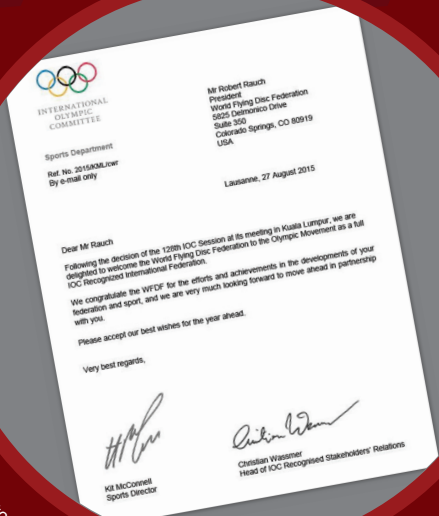 INTERNATIONAL
OLYMPIC
COMMITTEE
Sports Department
Ref. No. 2015/KML/cwr
By e-mail only
Mr Robert Rauch
President
World Flying Disc Federation
5825 Delmonico Drive
Suite 350
Colorado Springs, CO 80919
USA
Lausanne, 27 August 2015
Dear Mr Rauch
Following the decision of the 128th IOC Session at its meeting in Kuala Lumpur, we are
delighted to welcome the World Flying Disc Federation to the Olympic Movement as a full
IOC Recognized International Federation.
We congratulate the WFDF for the efforts and achievements in the developments of your
federation and sport, and we are very much looking forward to move ahead in partnership
with you.
Please accept our best wishes for the year ahead.
Very best regards,
Kit McConnell
Sports Director
Christian Wassmer
Head of IOC Recognised Stakeholders' Relations